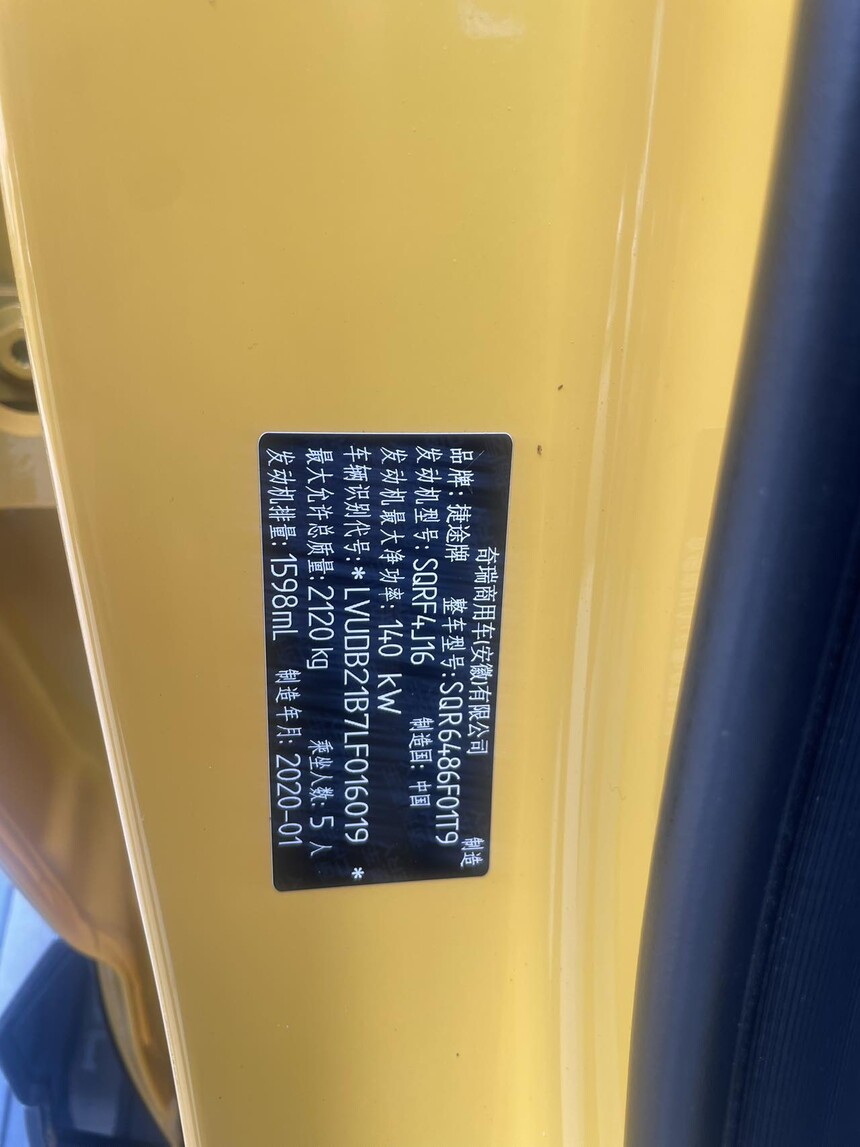 奇瑞商用车(安徽)有限公司 制造
品牌:捷途牌 整车型号:SQR6486F01T9
发动机型号:SQRF4J16 制造国:中国
发动机最大净功率:140 kW
车辆识别代号:*LVUDB21B7LF016019*
最大允许总质量:2120 kg 乘坐人数:5 人
发动机排量:1598mL 制造年月:2020-01